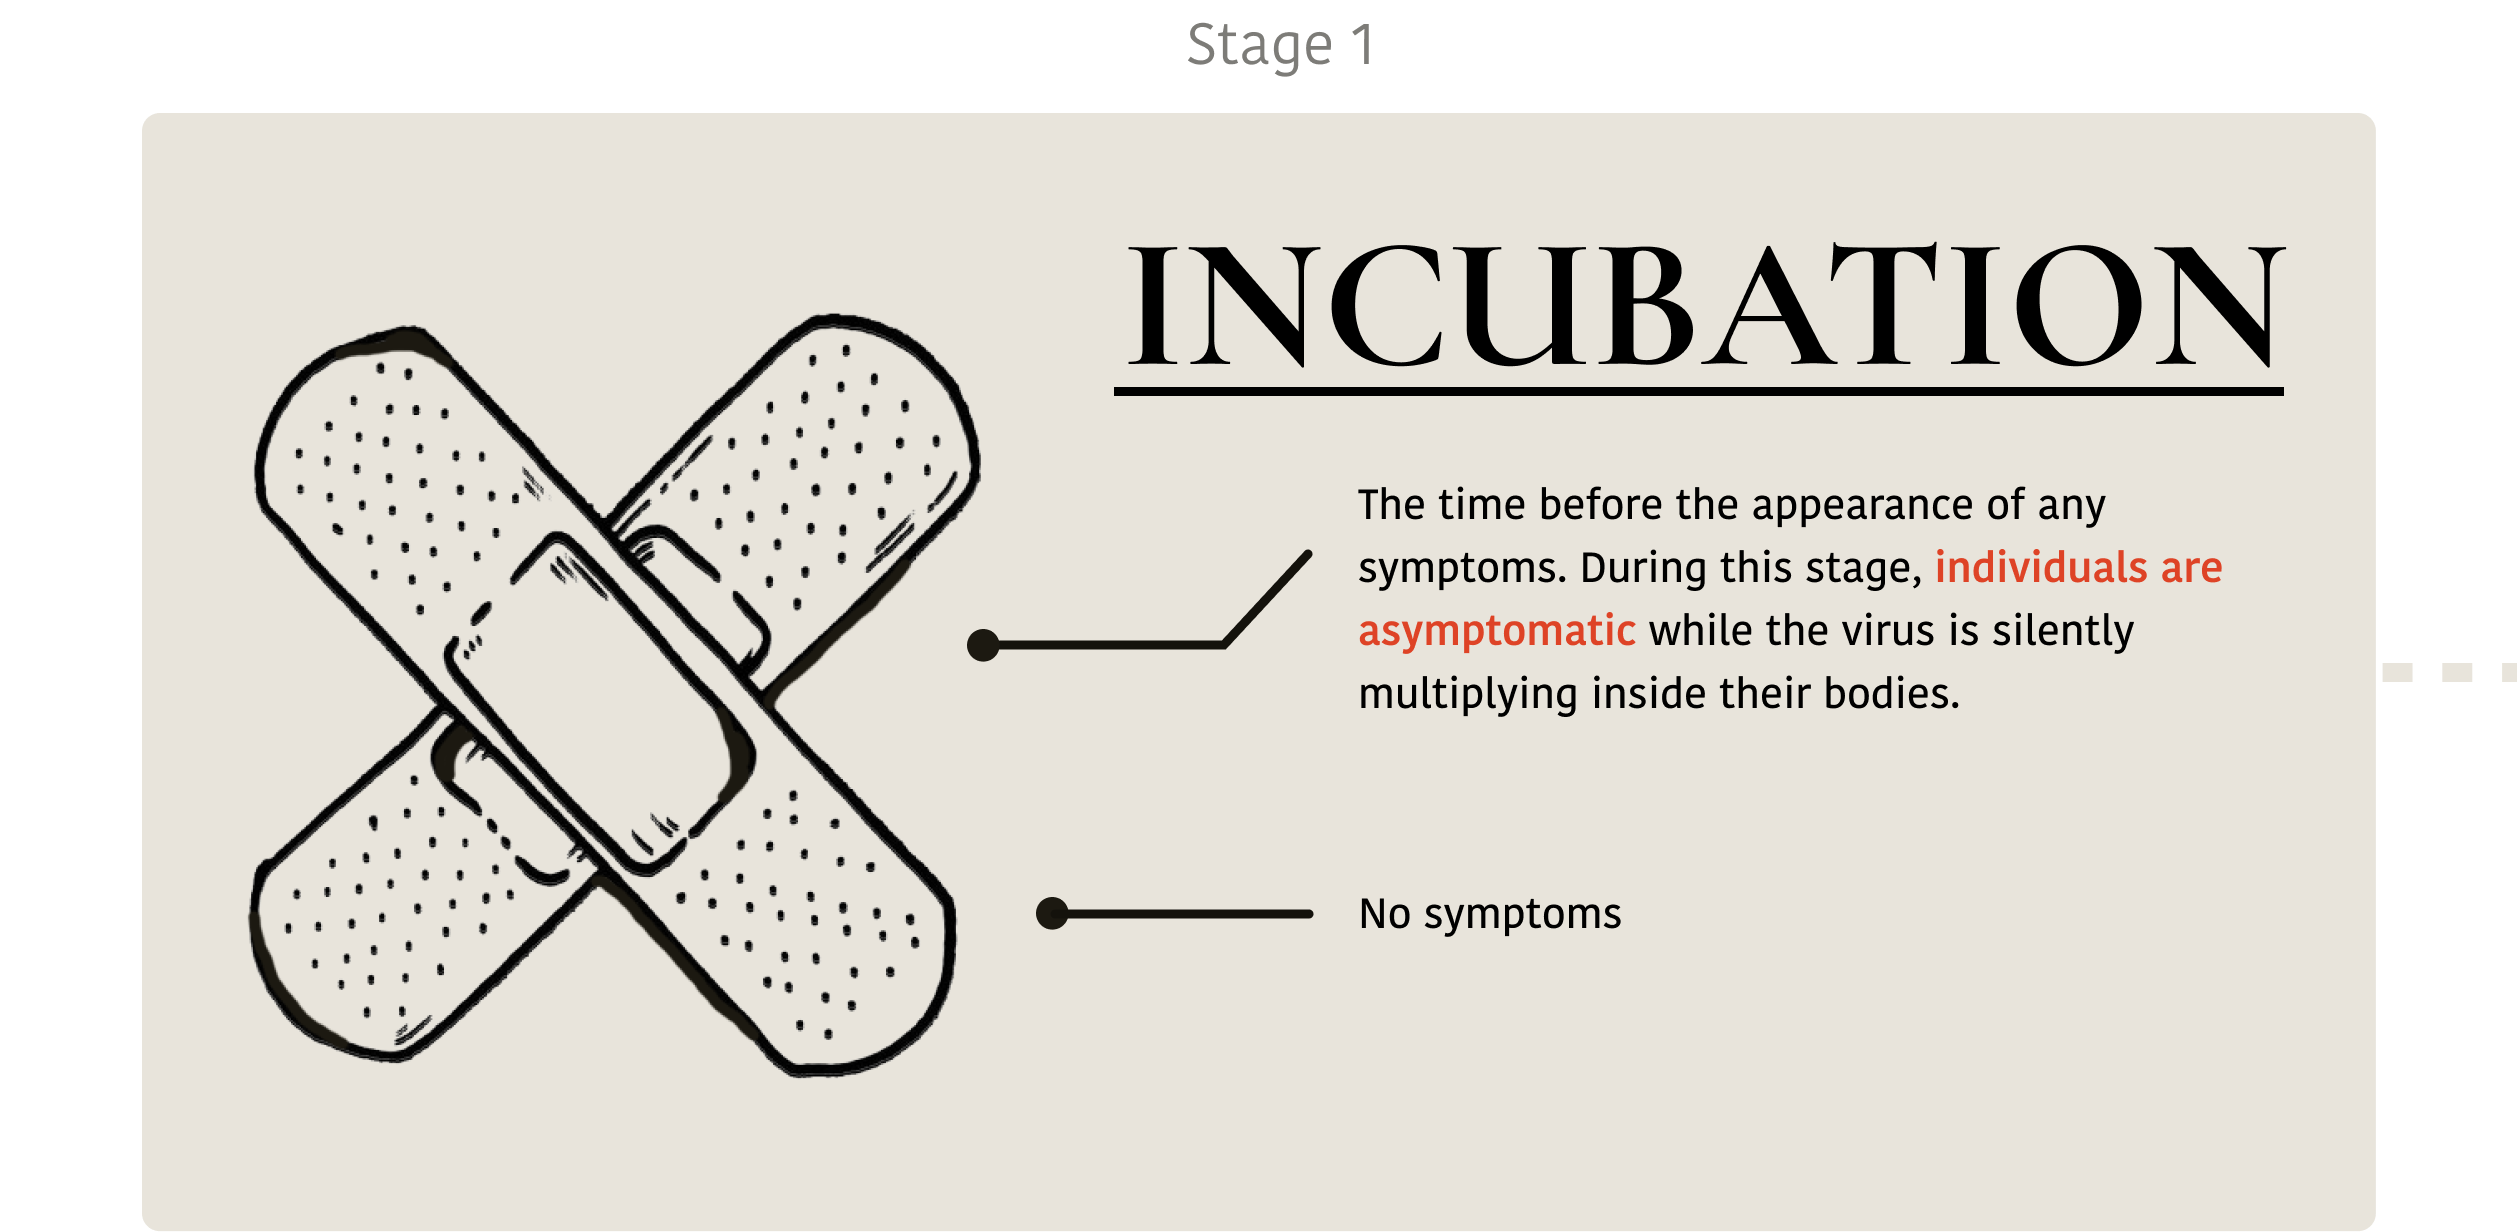 Stage 1
INCUBATION
The time before the appearance of any
symptoms. During this stage, individuals are
asymptomatic while the virus is silently
multiplying inside their bodies.
No symptoms